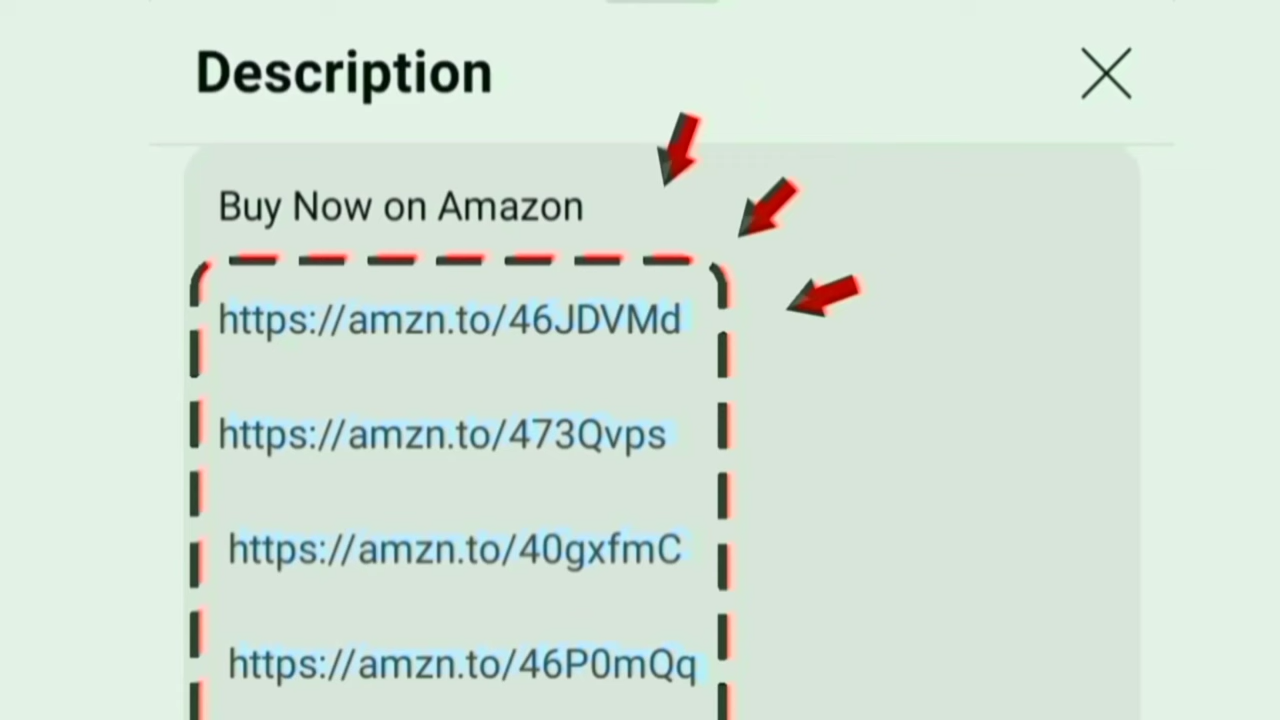 Description
Buy Now on Amazon
https://amzn.to/46JDVMd
https://amzn.to/473Qvps
https://amzn.to/40gxfmC
https://amzn.to/46P0mQq